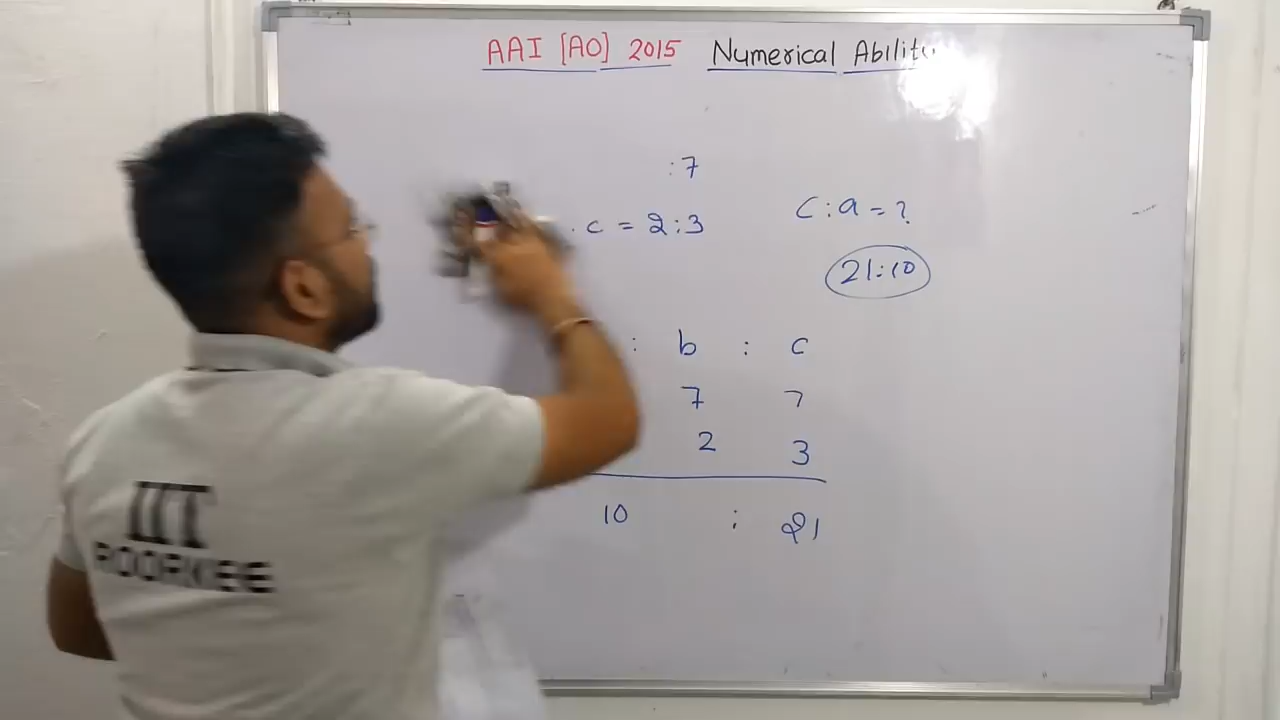 AAI [AO] 2015 Numerical Ability
:7
c = 2:3
C:a = ?
21:10
: b : c
7 7
2 3
10 : 21
IIT
ROORKEE